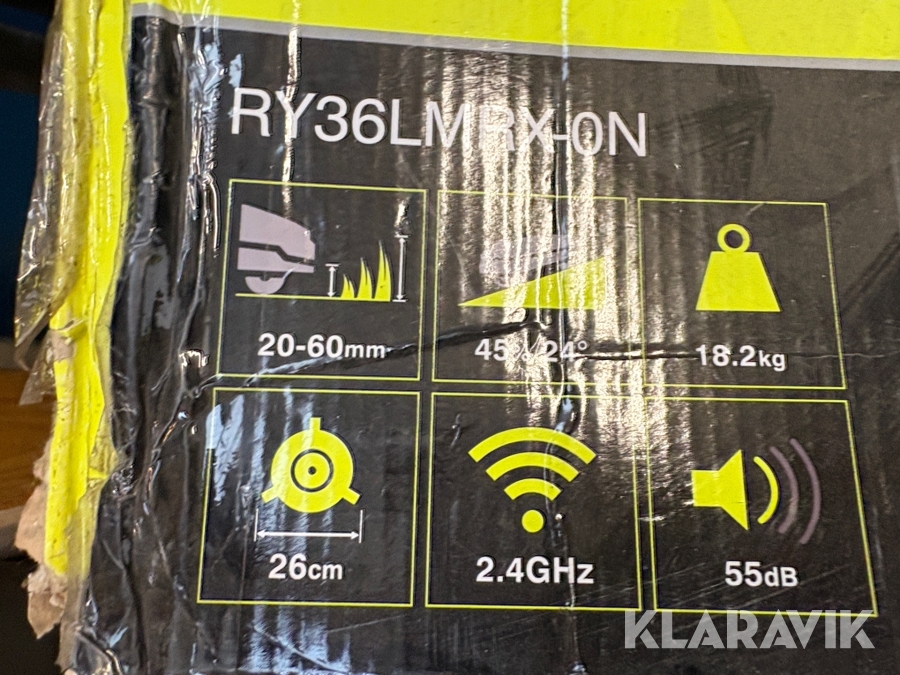 RY36LMRX-0N
20-60mm
45%/24°
18.2kg
26cm
2.4GHz
55dB
KLARAVIK